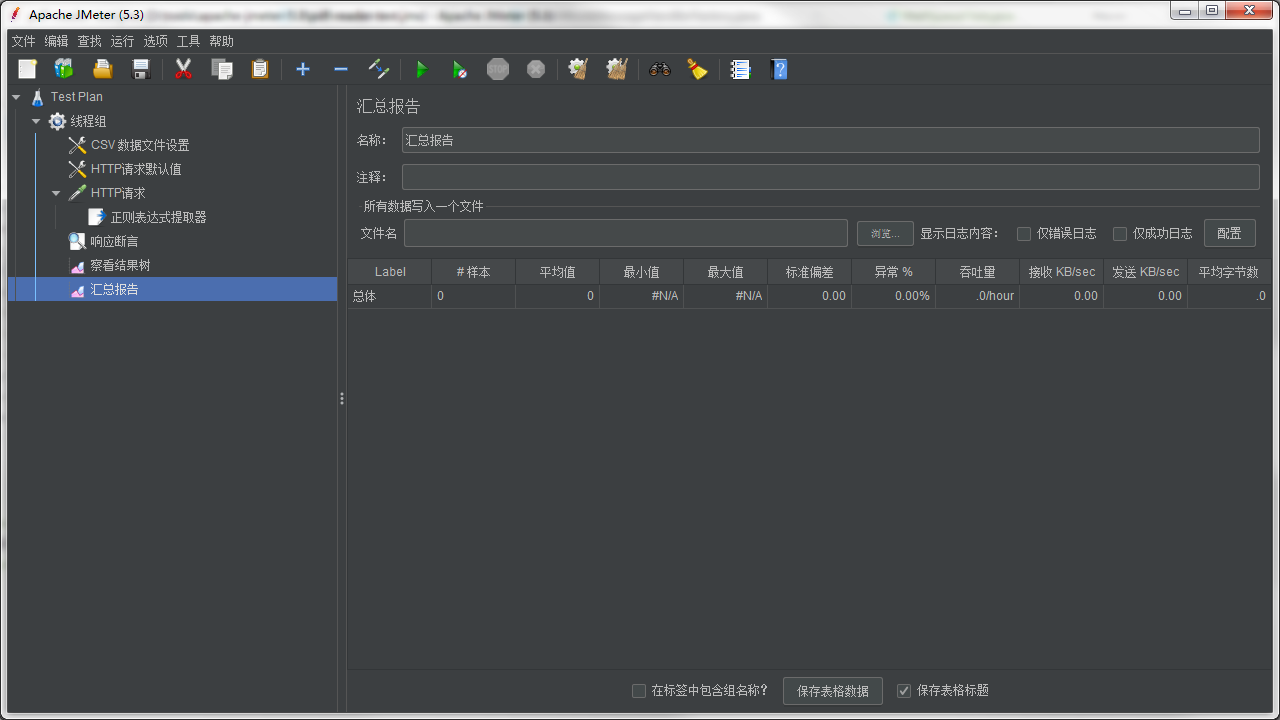 Apache JMeter (5.3)
文件 编辑 查找 运行 选项 工具 帮助
STOP
Test Plan
线程组
CSV 数据文件设置
HTTP请求默认值
HTTP请求
正则表达式提取器
响应断言
察看结果树
汇总报告
汇总报告
名称： 汇总报告
注释：
所有数据写入一个文件
文件名 浏览... 显示日志内容： 仅错误日志 仅成功日志 配置
Label # 样本 平均值 最小值 最大值 标准偏差 异常 % 吞吐量 接收 KB/sec 发送 KB/sec 平均字节数
总体 0 0 #N/A #N/A 0.00 0.00% .0/hour 0.00 0.00 .0
在标签中包含组名称？ 保存表格数据 保存表格标题